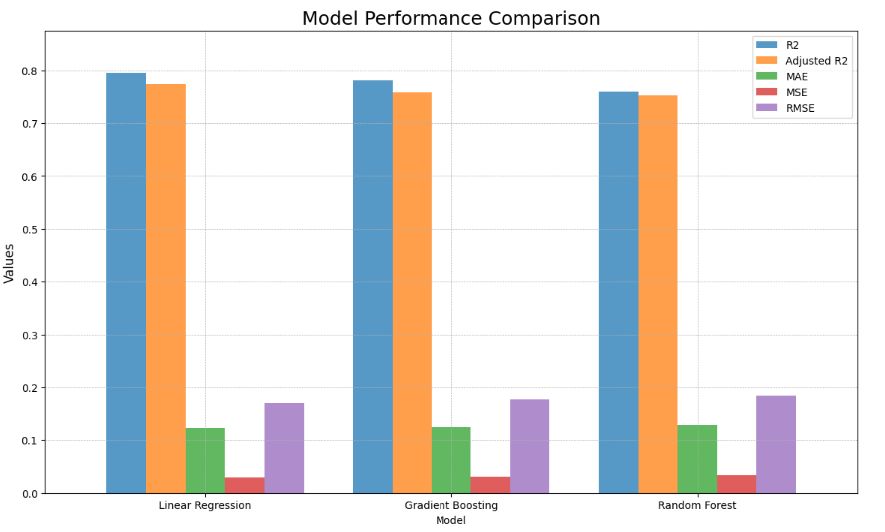 Model Performance Comparison
R2
Adjusted R2
MAE
MSE
RMSE
Values
0.8
0.7
0.6
0.5
0.4
0.3
0.2
0.1
0.0
Linear Regression
Gradient Boosting
Random Forest
Model